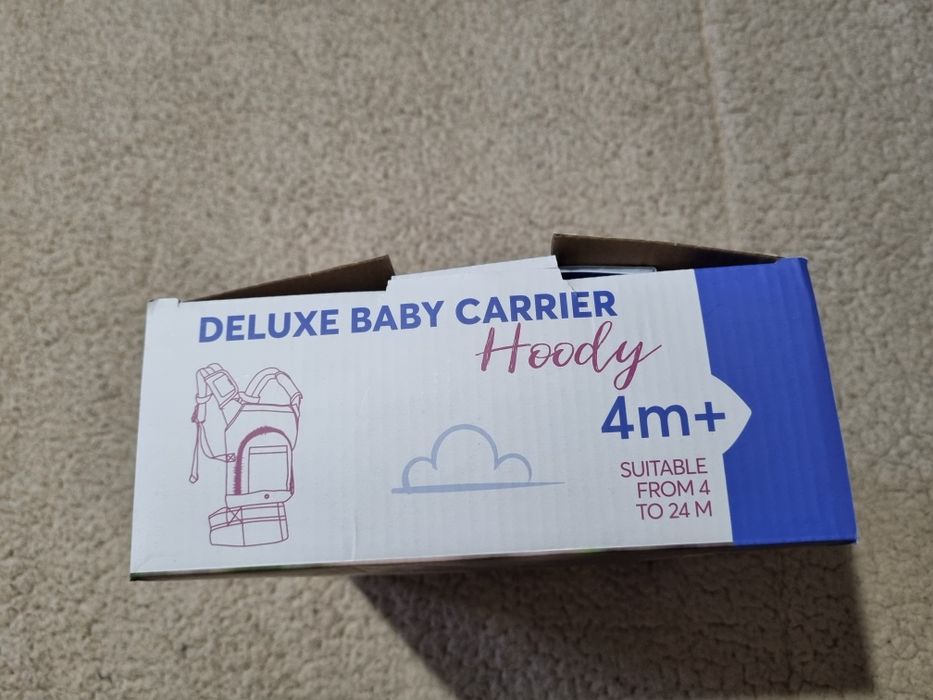 DELUXE BABY CARRIER
Hoody
4m+
SUITABLE
FROM 4
TO 24 M